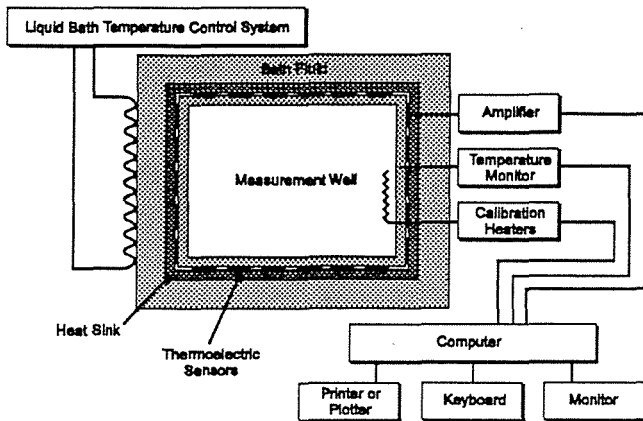 Liquid Bath Temperature Control System
Bath Fluid
Amplifier
Measurement Well
Temperature
Monitor
Calibration
Heaters
Heat Sink
Thermoelectric
Sensors
Computer
Printer or
Plotter
Keyboard
Monitor